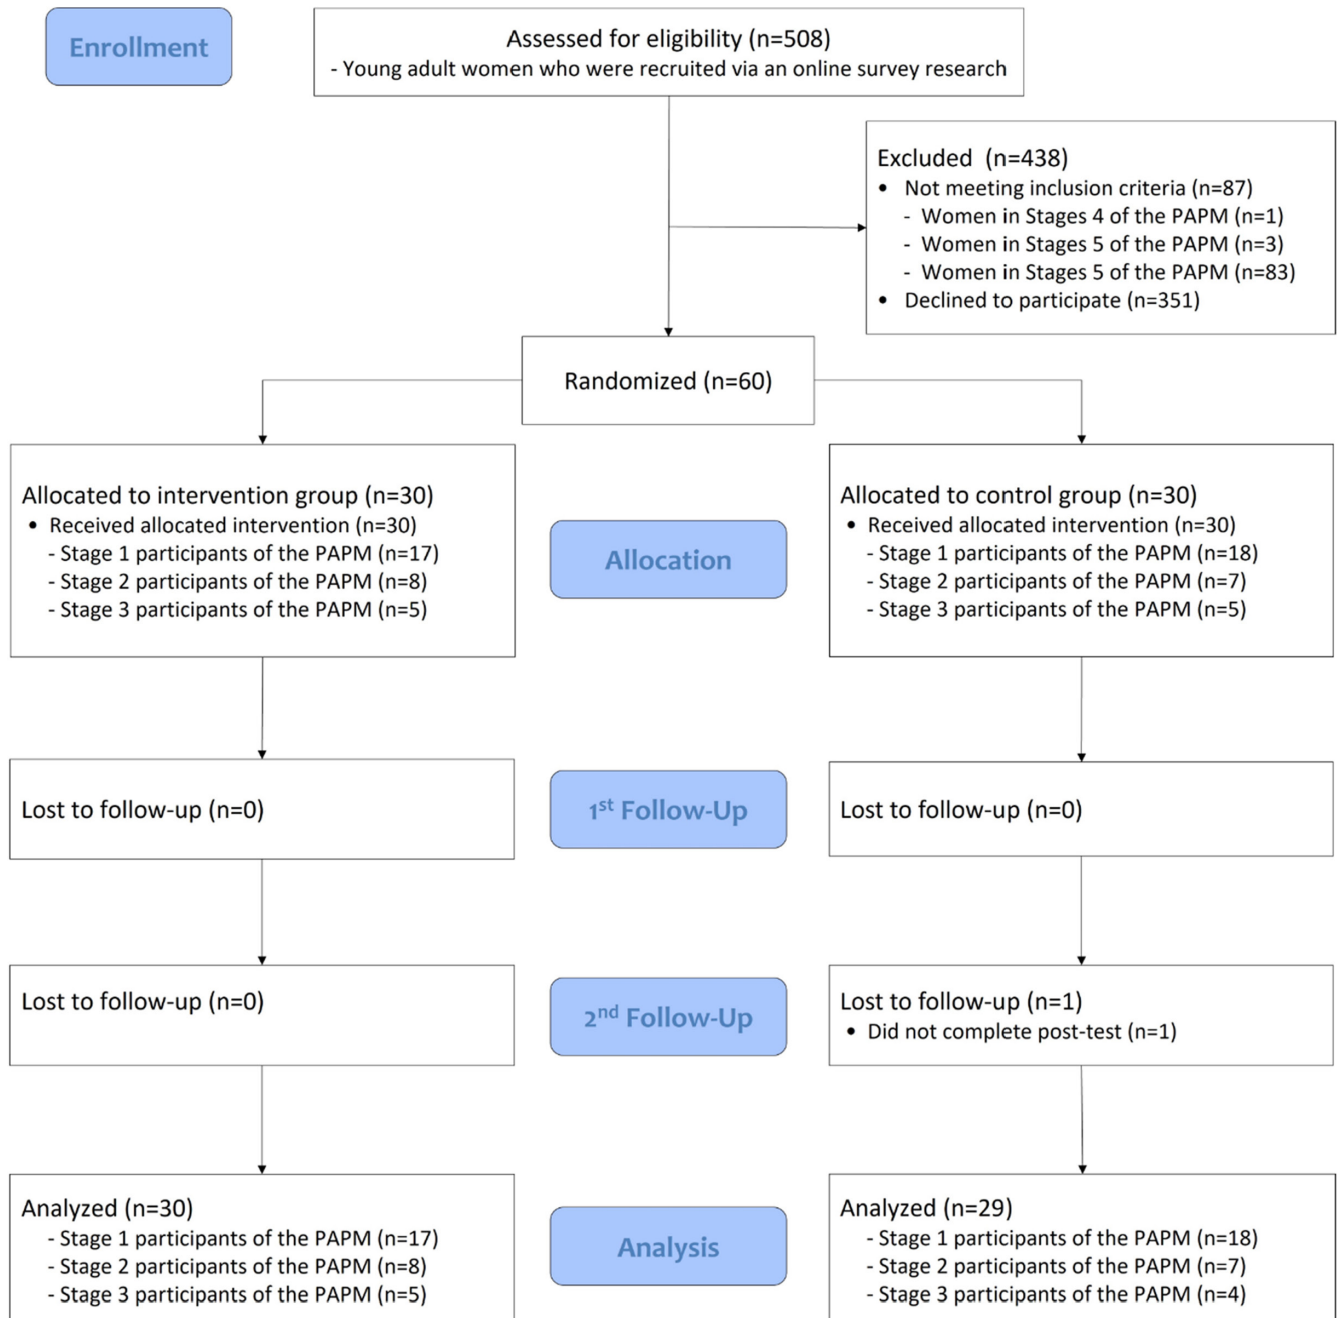 Enrollment
Assessed for eligibility (n=508)
- Young adult women who were recruited via an online survey research
Excluded (n=438)
• Not meeting inclusion criteria (n=87)
- Women in Stages 4 of the PAPM (n=1)
- Women in Stages 5 of the PAPM (n=3)
- Women in Stages 5 of the PAPM (n=83)
• Declined to participate (n=351)
Randomized (n=60)
Allocated to intervention group (n=30)
• Received allocated intervention (n=30)
- Stage 1 participants of the PAPM (n=17)
- Stage 2 participants of the PAPM (n=8)
- Stage 3 participants of the PAPM (n=5)
Allocation
Allocated to control group (n=30)
• Received allocated intervention (n=30)
- Stage 1 participants of the PAPM (n=18)
- Stage 2 participants of the PAPM (n=7)
- Stage 3 participants of the PAPM (n=5)
Lost to follow-up (n=0)
1st Follow-Up
Lost to follow-up (n=0)
Lost to follow-up (n=0)
2nd Follow-Up
Lost to follow-up (n=1)
• Did not complete post-test (n=1)
Analyzed (n=30)
- Stage 1 participants of the PAPM (n=17)
- Stage 2 participants of the PAPM (n=8)
- Stage 3 participants of the PAPM (n=5)
Analysis
Analyzed (n=29)
- Stage 1 participants of the PAPM (n=18)
- Stage 2 participants of the PAPM (n=7)
- Stage 3 participants of the PAPM (n=4)